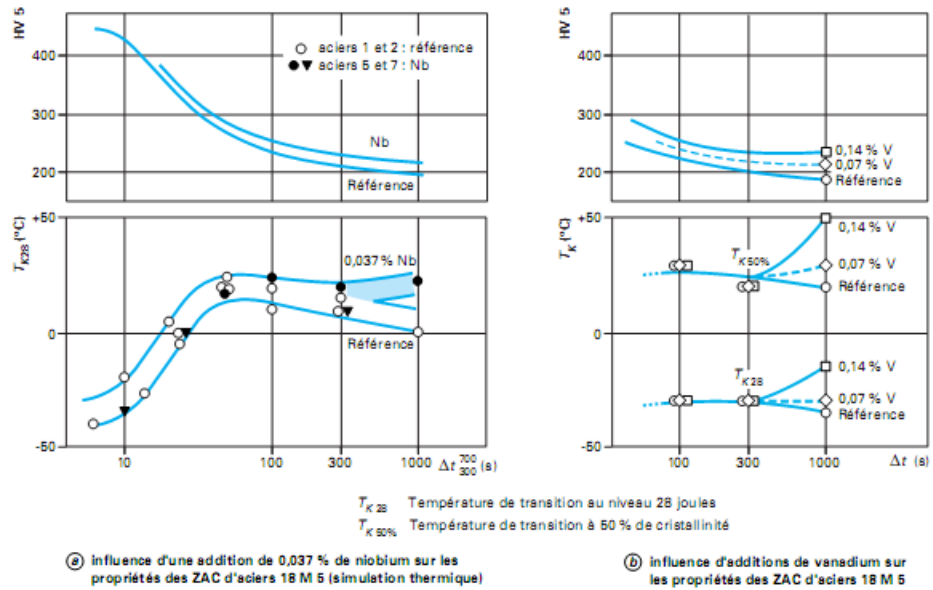 HV 5
400
300
200
○ aciers 1 et 2 : référence
●▼ aciers 5 et 7 : Nb
Nb
Référence
T K28 (°C)
+50
0
-50
0,037 % Nb
Référence
10
100
300
1000
Δt 700 300 (s)
HV 5
400
300
200
0,14 % V
0,07 % V
Référence
T K (°C)
+50
0
-50
T K 50%
0,14 % V
0,07 % V
Référence
T K 28
0,14 % V
0,07 % V
Référence
100
300
1000
Δt (s)
T K 28 Température de transition au niveau 28 joules
T K 50% Température de transition à 50 % de cristallinité
ⓐ influence d'une addition de 0,037 % de niobium sur les
propriétés des ZAC d'aciers 18 M 5 (simulation thermique)
ⓑ influence d'additions de vanadium sur
les propriétés des ZAC d'aciers 18 M 5